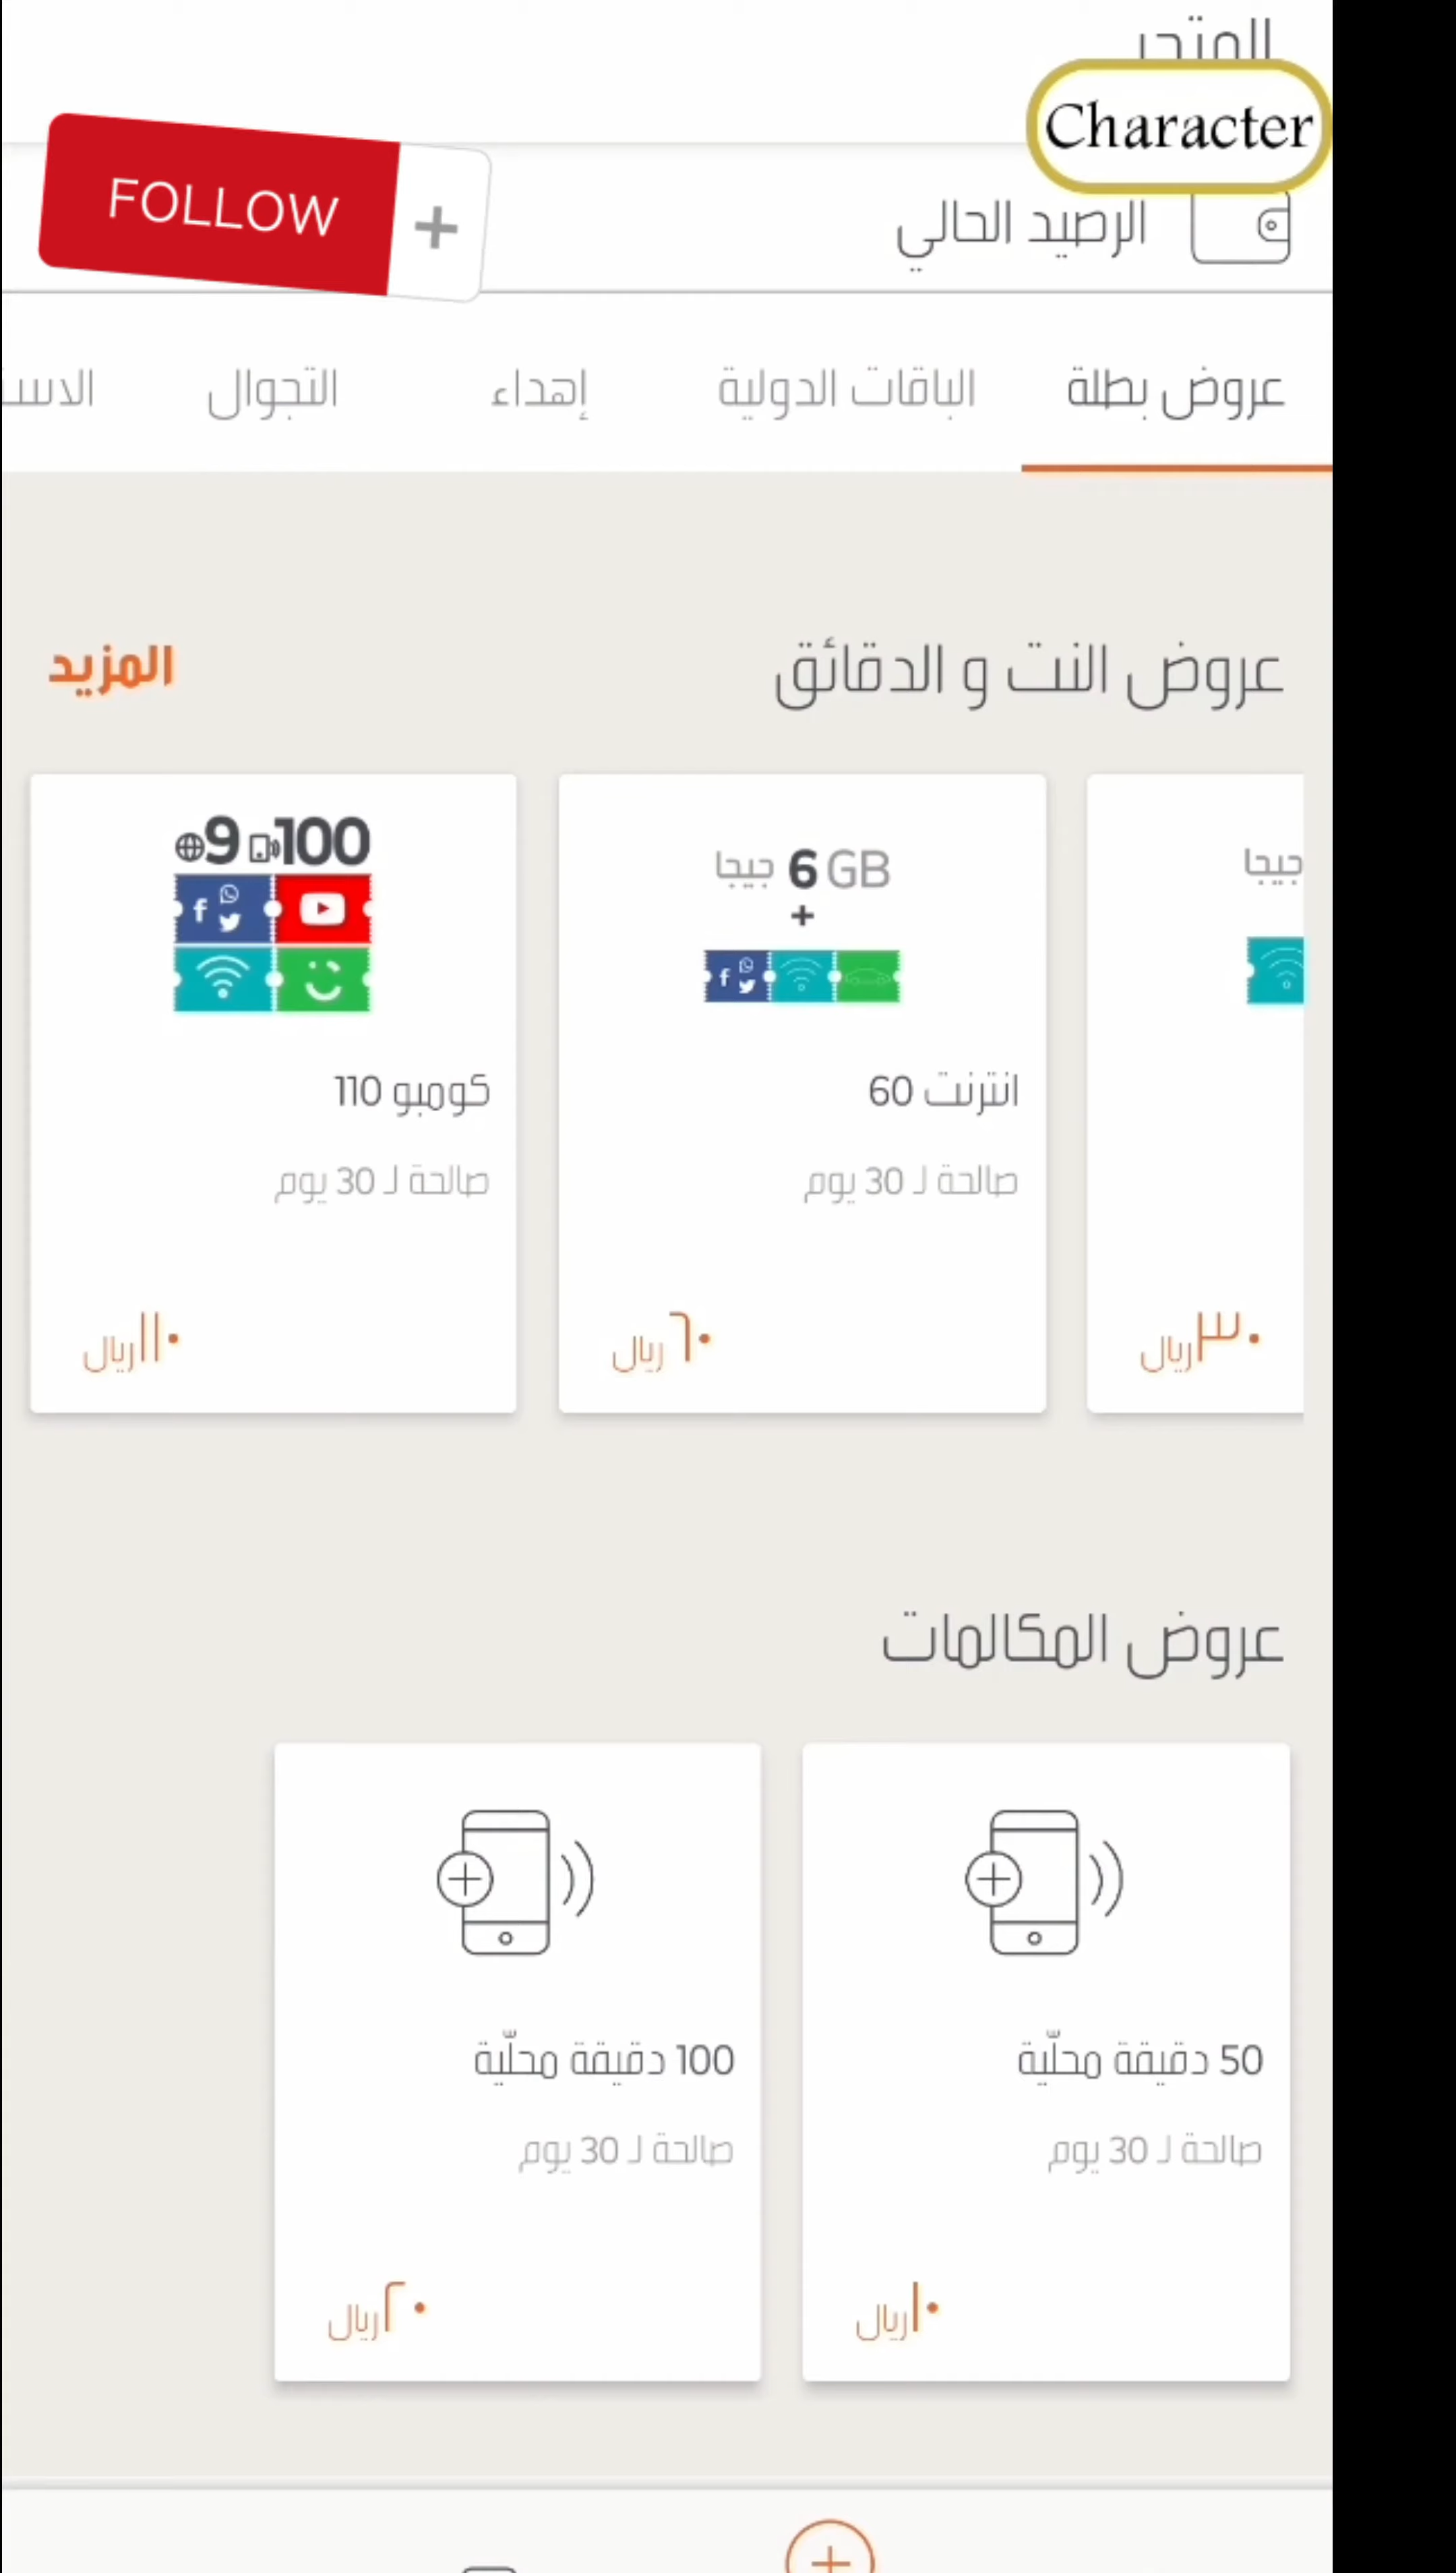 المتجر
Character
FOLLOW +
الرصيد الحالي
عروض بطلة
الباقات الدولية
إهداء
التجوال
عروض النت و الدقائق
المزيد
جيجا
٣٠ ريال
6 GB جيجا
+
انترنت 60
صالحة لـ 30 يوم
٦٠ ريال
9 100
كومبو 110
صالحة لـ 30 يوم
١١٠ ريال
عروض المكالمات
50 دقيقة محلّية
صالحة لـ 30 يوم
١٠ ريال
100 دقيقة محلّية
صالحة لـ 30 يوم
٢٠ ريال